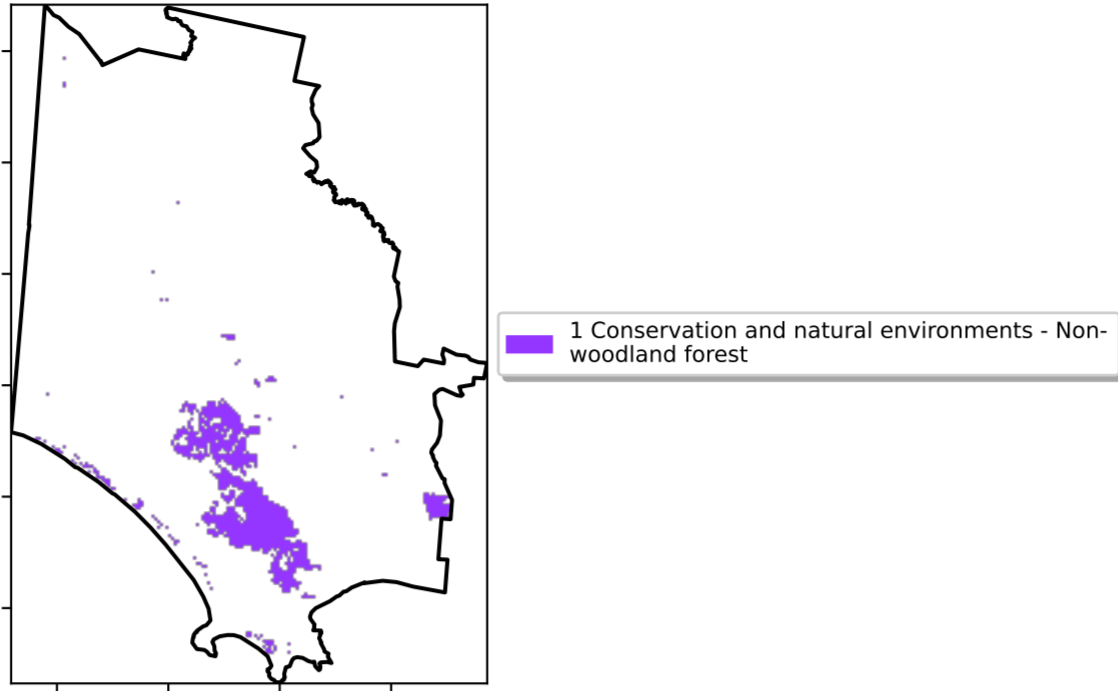 1 Conservation and natural environments - Non-
woodland forest